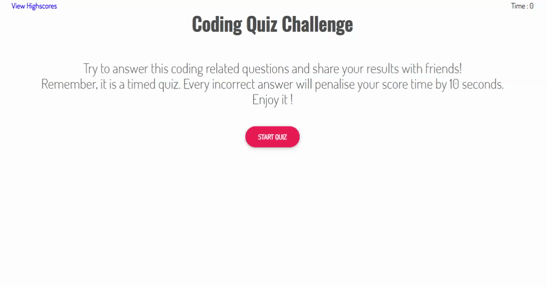 View Highscores
Time : 0
Coding Quiz Challenge
Try to answer this coding related questions and share your results with friends!
Remember, it is a timed quiz. Every incorrect answer will penalise your score time by 10 seconds.
Enjoy it !
START QUIZ